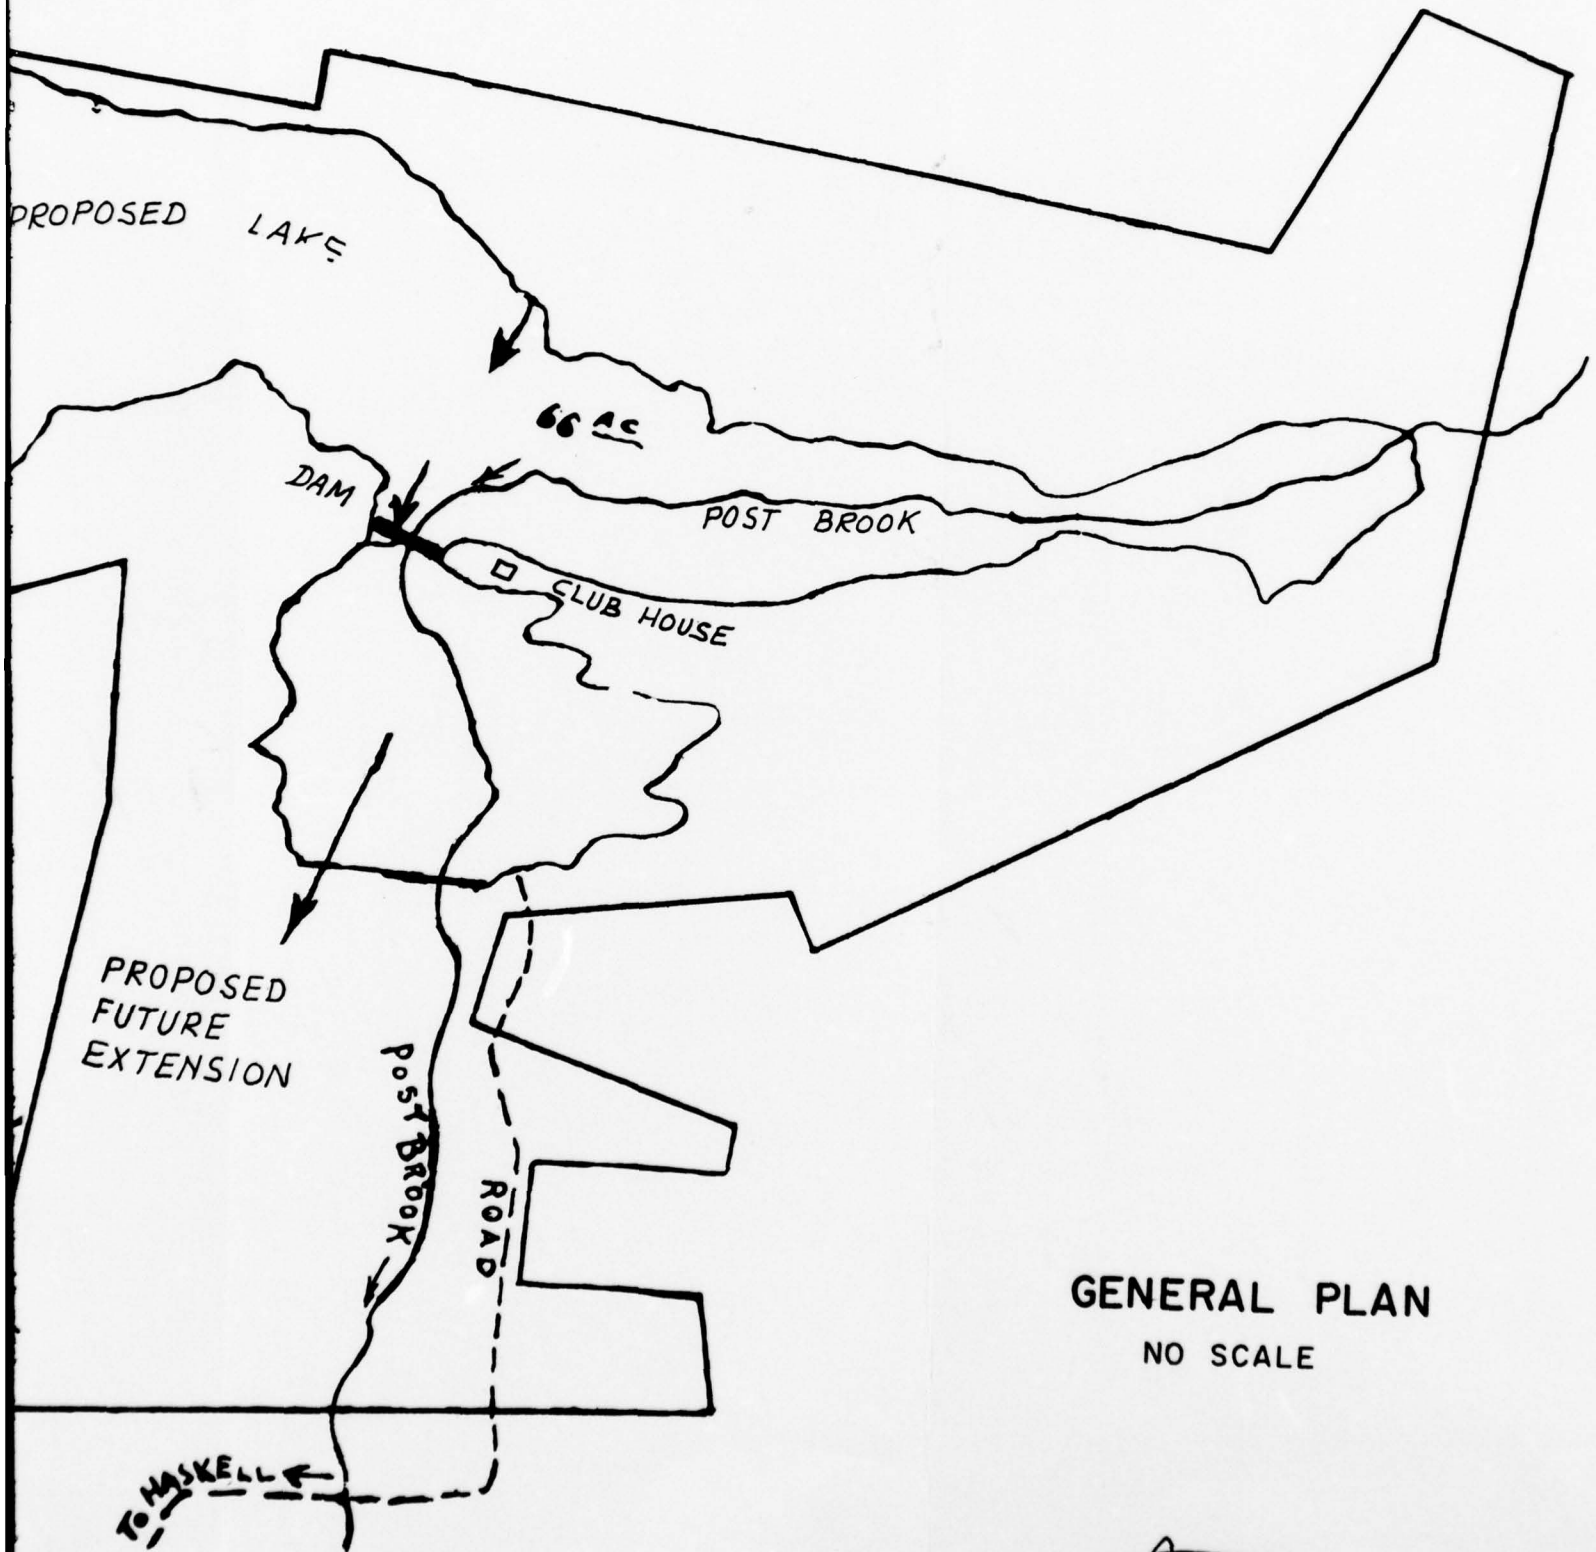 PROPOSED LAKE
66 AC
DAM
POST BROOK
CLUB HOUSE
PROPOSED
FUTURE
EXTENSION
POST BROOK
ROAD
GENERAL PLAN
NO SCALE
TO HASKELL